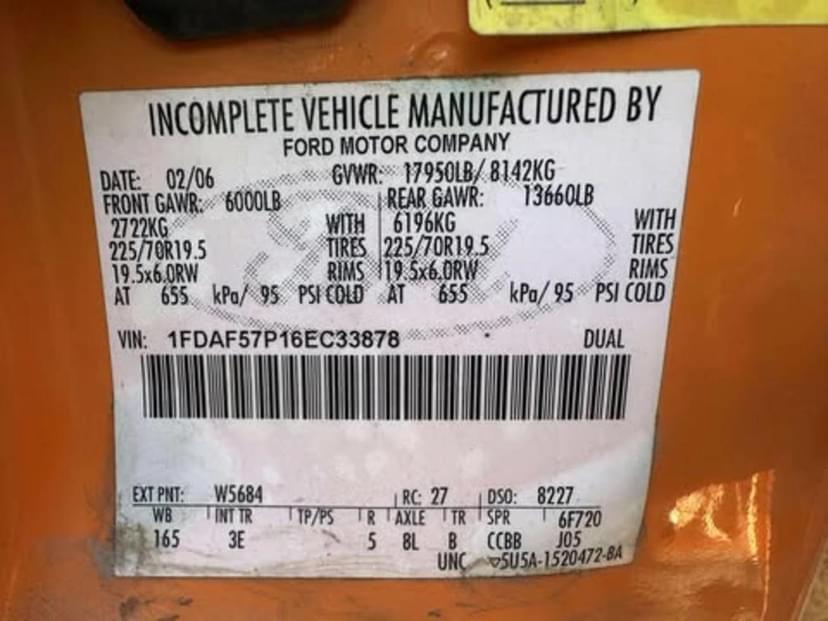 INCOMPLETE VEHICLE MANUFACTURED BY
FORD MOTOR COMPANY
DATE: 02/06 GVWR: 17950LB/ 8142KG
FRONT GAWR: 6000LB REAR GAWR: 13660LB
2722KG WITH 6196KG WITH
225/70R19.5 TIRES 225/70R19.5 TIRES
19.5x6.0RW RIMS 19.5x6.0RW RIMS
AT 655 kPa/ 95 PSI COLD AT 655 kPa/ 95 PSI COLD
VIN: 1FDAF57P16EC33878 DUAL
EXT PNT: W5684 RC: 27 DSO: 8227
WB INT TR TP/PS R AXLE TR SPR 6F720
165 3E 5 8L B CCBB J05
UNC 5U5A-1520472-BA